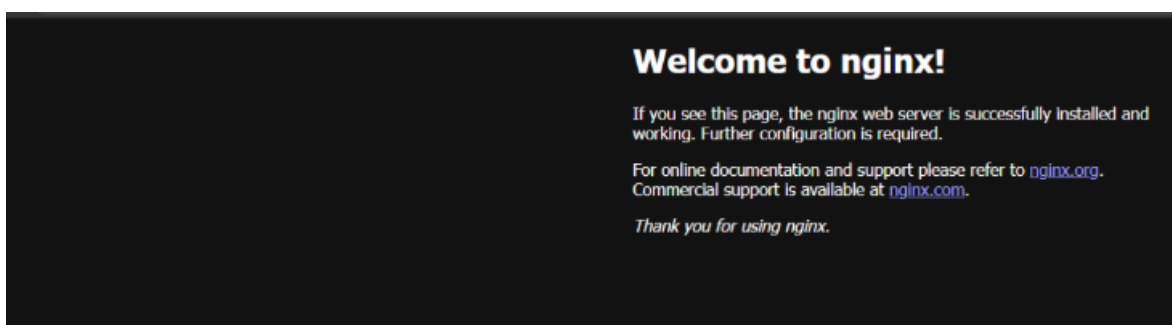 Welcome to nginx!
If you see this page, the nginx web server is successfully installed and
working. Further configuration is required.
For online documentation and support please refer to nginx.org.
Commercial support is available at nginx.com.
Thank you for using nginx.